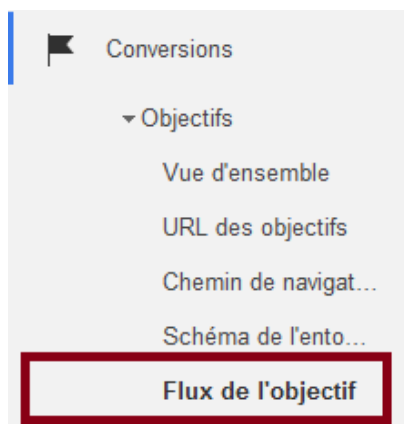 Conversions
Objectifs
Vue d'ensemble
URL des objectifs
Chemin de navigat...
Schéma de l'ento...
Flux de l'objectif